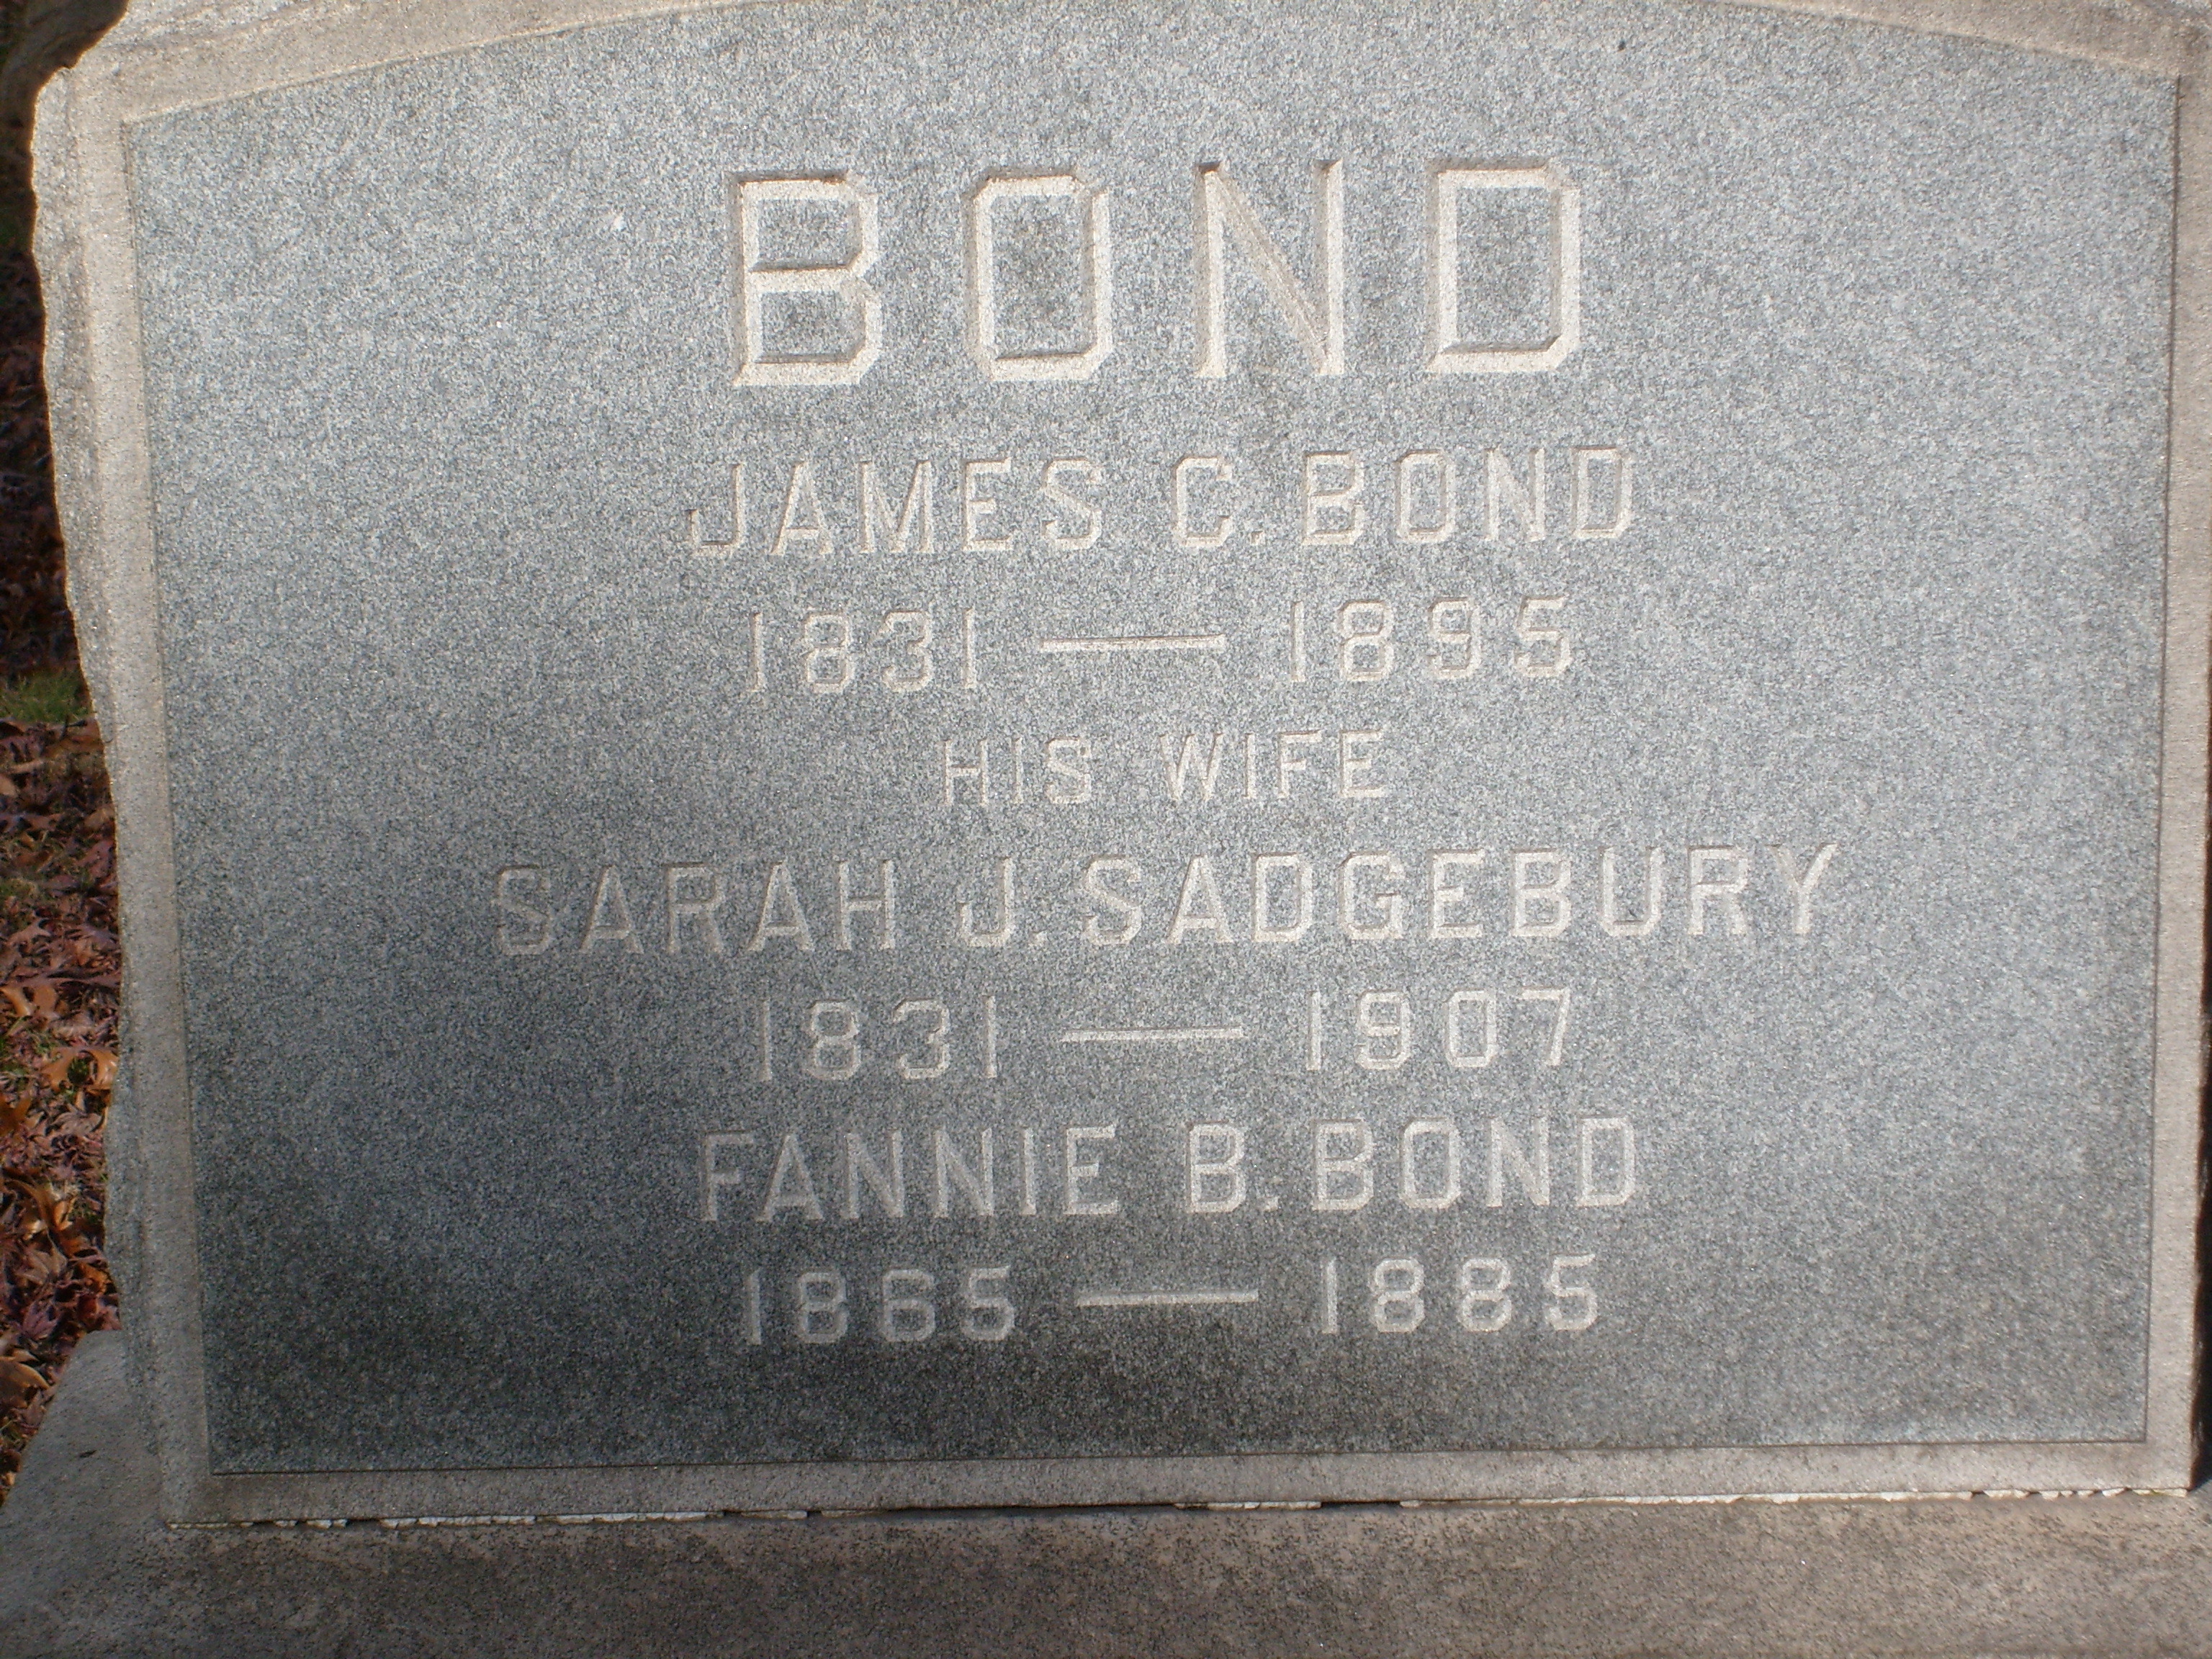 BOND
JAMES C. BOND
1831 — 1895
HIS WIFE
SARAH J. SADGEBURY
1831 — 1907
FANNIE B. BOND
1865 — 1885